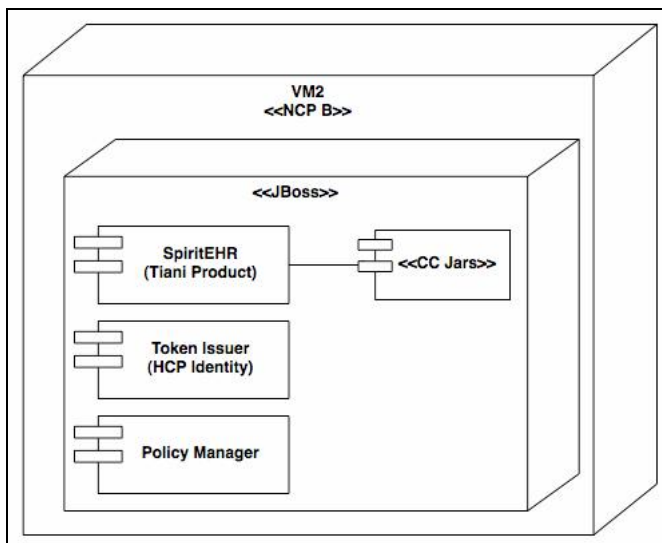 VM2
<<NCP B>>
<<JBoss>>
SpiritEHR
(Tiani Product)
<<CC Jars>>
Token Issuer
(HCP Identity)
Policy Manager